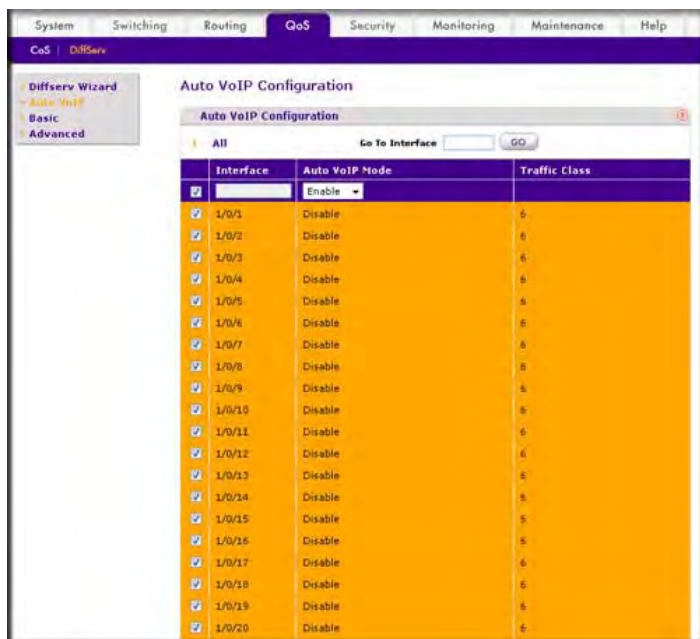 System Switching Routing QoS Security Monitoring Maintenance Help
CoS | DiffServ
Diffserv Wizard
Auto VoIP
Basic
Advanced
Auto VoIP Configuration
Auto VoIP Configuration
1 All Go To Interface GO
Interface Auto VoIP Mode Traffic Class
Enable
1/0/1 Disable 6
1/0/2 Disable 6
1/0/3 Disable 6
1/0/4 Disable 6
1/0/5 Disable 6
1/0/6 Disable 6
1/0/7 Disable 6
1/0/8 Disable 6
1/0/9 Disable 6
1/0/10 Disable 6
1/0/11 Disable 6
1/0/12 Disable 6
1/0/13 Disable 6
1/0/14 Disable 6
1/0/15 Disable 6
1/0/16 Disable 6
1/0/17 Disable 6
1/0/18 Disable 6
1/0/19 Disable 6
1/0/20 Disable 6